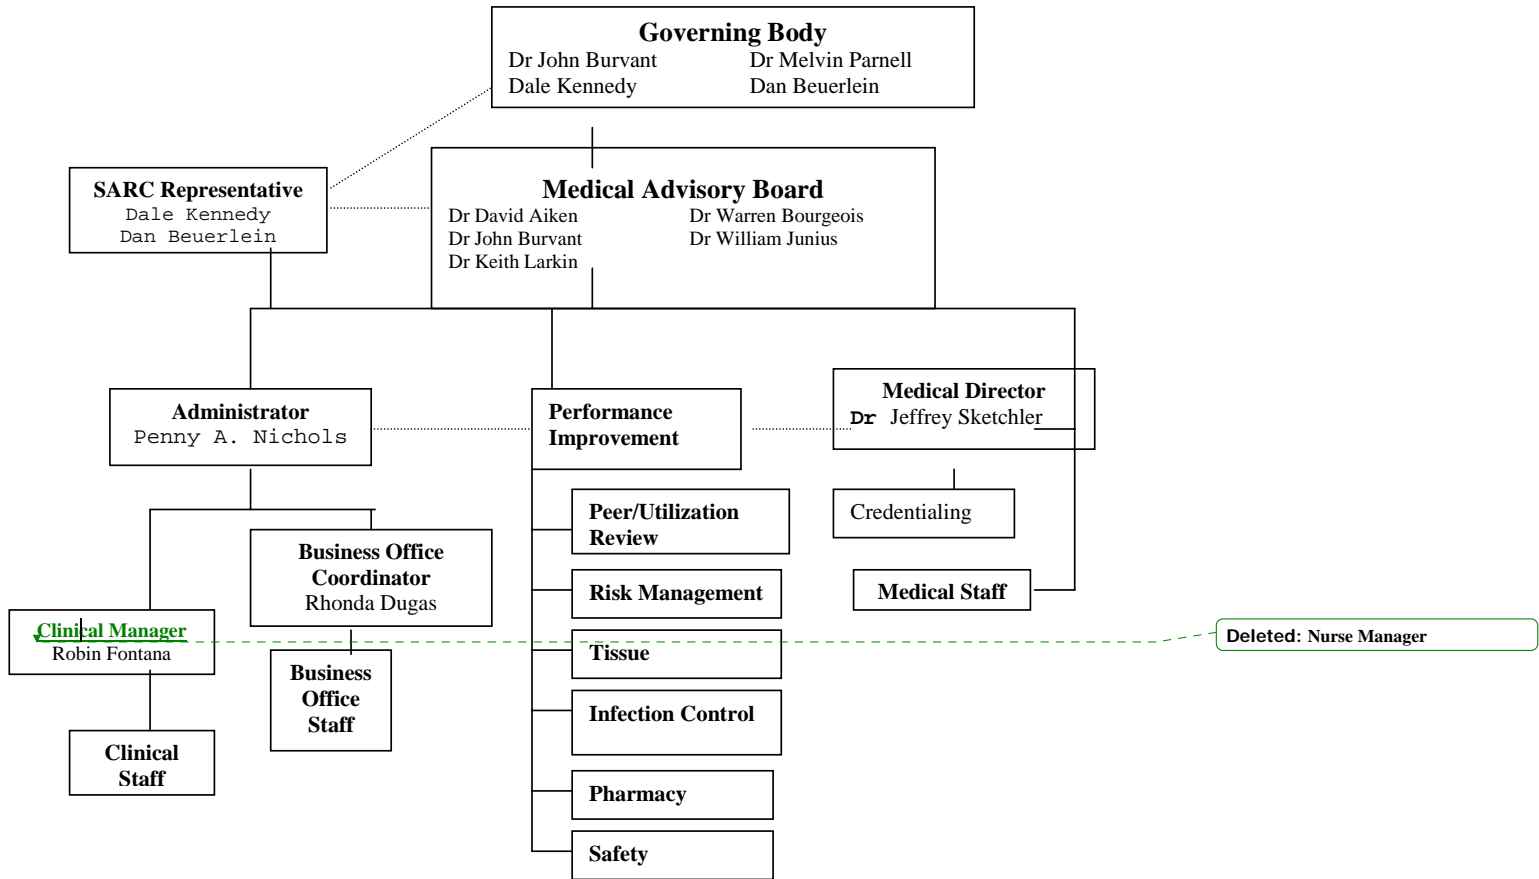 Governing Body
Dr John Burvant Dr Melvin Parnell
Dale Kennedy Dan Beuerlein
SARC Representative
Dale Kennedy
Dan Beuerlein
Medical Advisory Board
Dr David Aiken Dr Warren Bourgeois
Dr John Burvant Dr William Junius
Dr Keith Larkin
Administrator
Penny A. Nichols
Performance
Improvement
Medical Director
Dr Jeffrey Sketchler
Peer/Utilization
Review
Credentialing
Business Office
Coordinator
Rhonda Dugas
Risk Management
Medical Staff
Clinical Manager
Robin Fontana
Deleted: Nurse Manager
Tissue
Business
Office
Staff
Infection Control
Clinical
Staff
Pharmacy
Safety